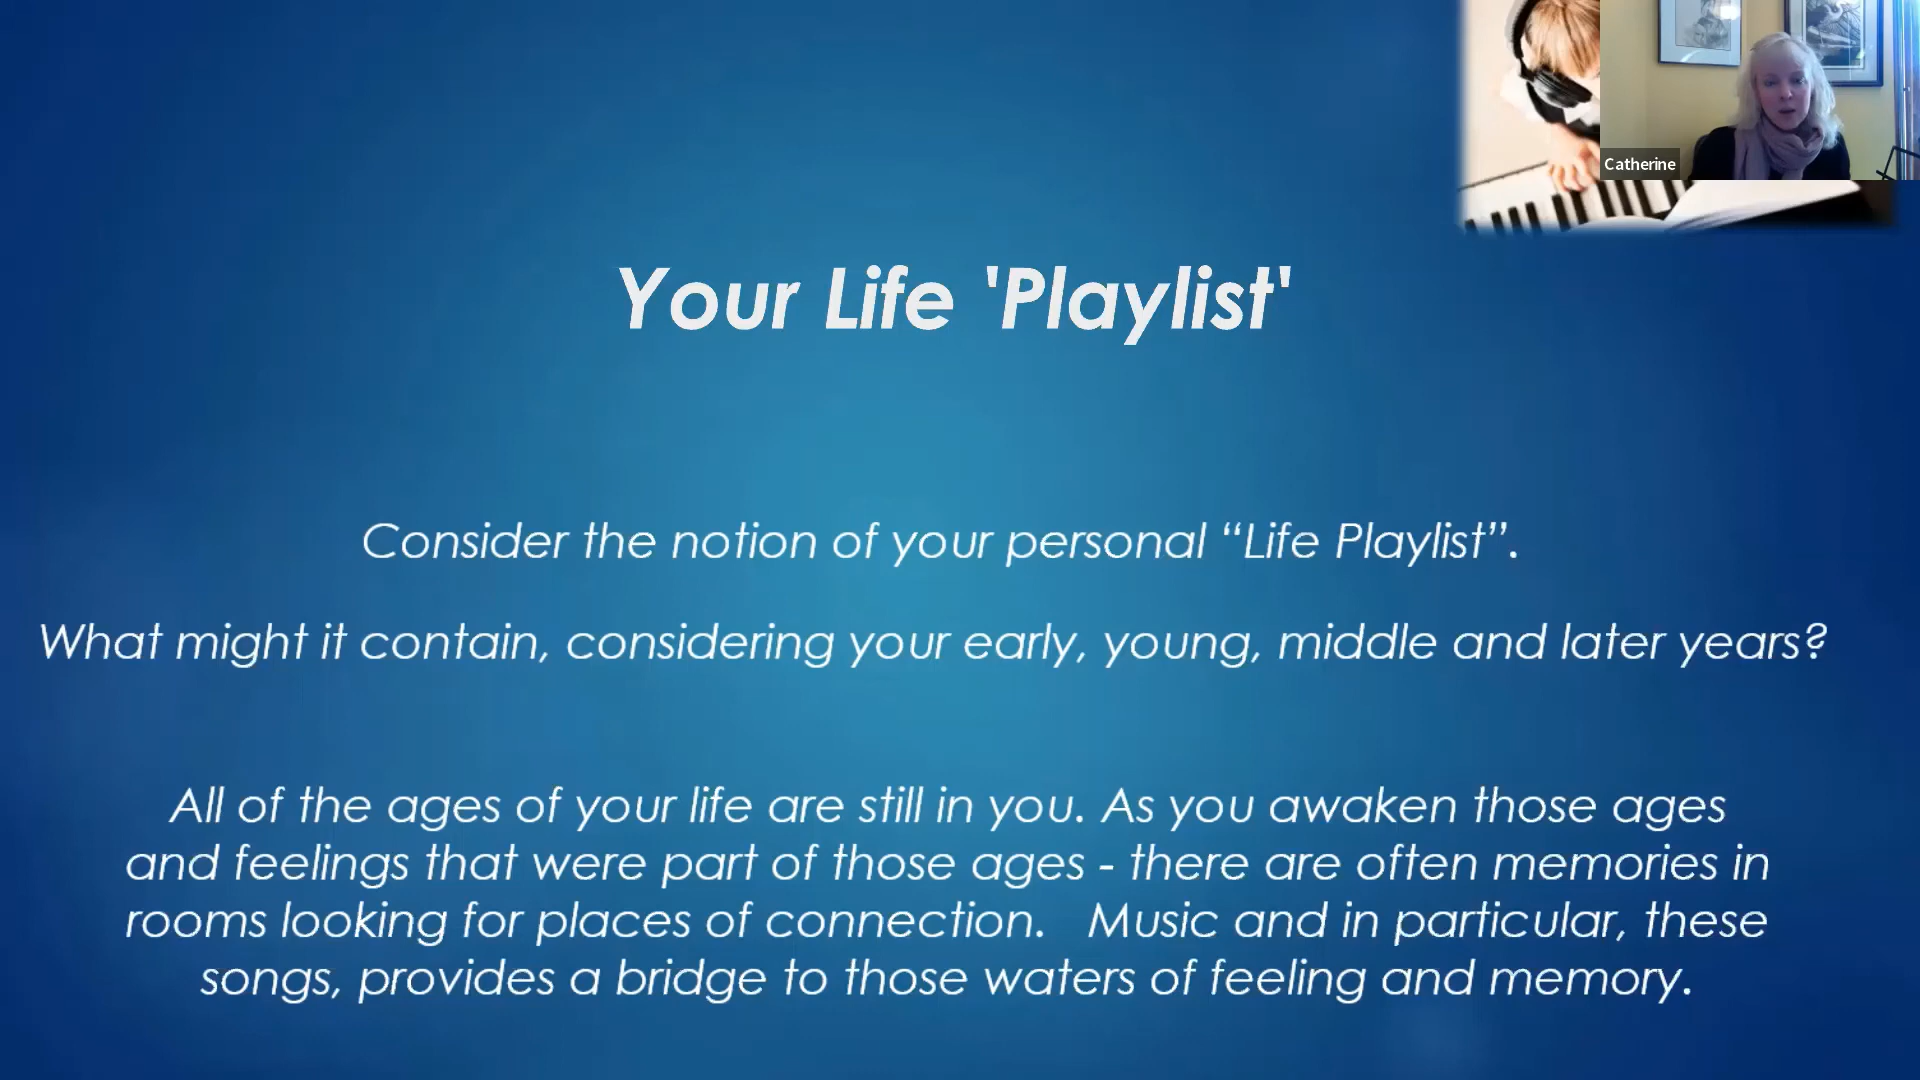 Catherine
Your Life 'Playlist'
Consider the notion of your personal “Life Playlist”.
What might it contain, considering your early, young, middle and later years?
All of the ages of your life are still in you. As you awaken those ages
and feelings that were part of those ages - there are often memories in
rooms looking for places of connection.   Music and in particular, these
songs, provides a bridge to those waters of feeling and memory.